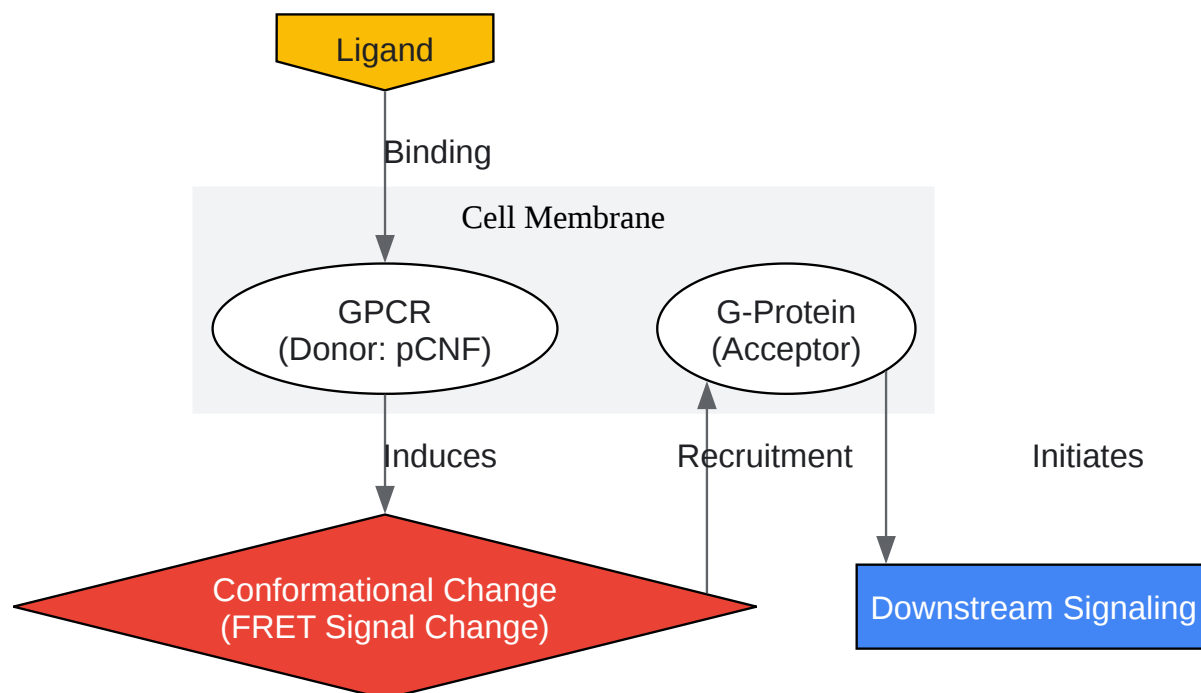 Ligand
Binding
Cell Membrane
GPCR
(Donor: pCNF)
G-Protein
(Acceptor)
Induces
Recruitment
Initiates
Conformational Change
(FRET Signal Change)
Downstream Signaling